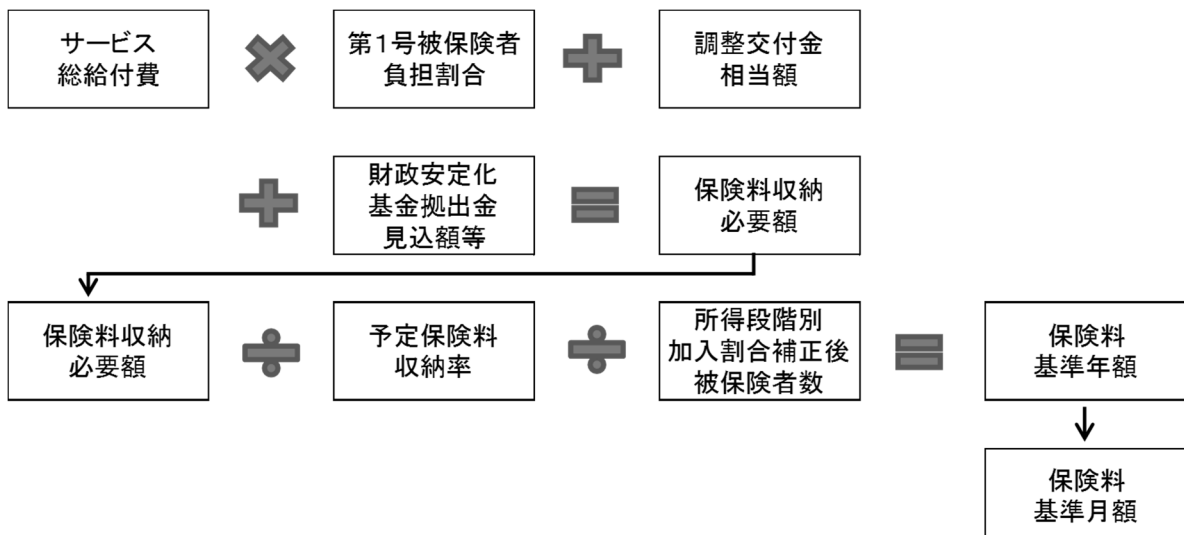 サービス
総給付費
第1号被保険者
負担割合
調整交付金
相当額
財政安定化
基金拠出金
見込額等
保険料収納
必要額
保険料収納
必要額
予定保険料
収納率
所得段階別
加入割合補正後
被保険者数
保険料
基準年額
保険料
基準月額